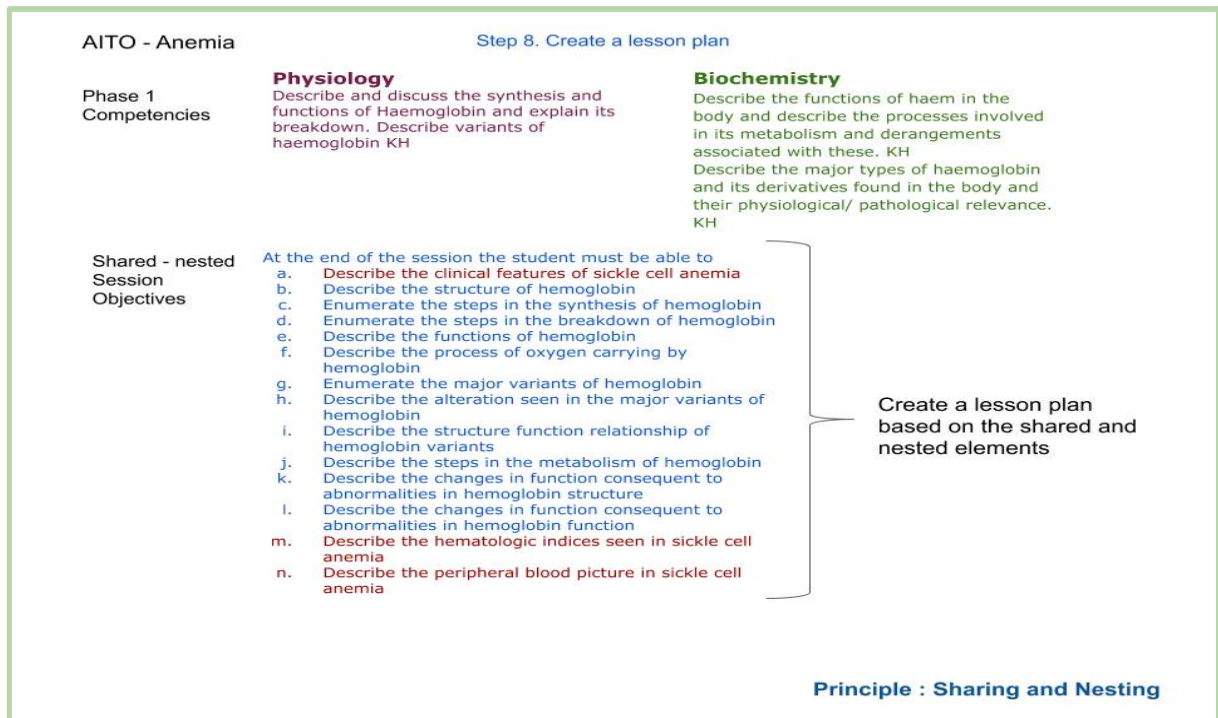 AITO - Anemia
Step 8. Create a lesson plan
Phase 1
Competencies
Physiology
Describe and discuss the synthesis and
functions of Haemoglobin and explain its
breakdown. Describe variants of
haemoglobin KH
Biochemistry
Describe the functions of haem in the
body and describe the processes involved
in its metabolism and derangements
associated with these. KH
Describe the major types of haemoglobin
and its derivatives found in the body and
their physiological/ pathological relevance.
KH
Shared - nested
Session
Objectives
At the end of the session the student must be able to
a. Describe the clinical features of sickle cell anemia
b. Describe the structure of hemoglobin
c. Enumerate the steps in the synthesis of hemoglobin
d. Enumerate the steps in the breakdown of hemoglobin
e. Describe the functions of hemoglobin
f. Describe the process of oxygen carrying by
hemoglobin
g. Enumerate the major variants of hemoglobin
h. Describe the alteration seen in the major variants of
hemoglobin
i. Describe the structure function relationship of
hemoglobin variants
j. Describe the steps in the metabolism of hemoglobin
k. Describe the changes in function consequent to
abnormalities in hemoglobin structure
l. Describe the changes in function consequent to
abnormalities in hemoglobin function
m. Describe the hematologic indices seen in sickle cell
anemia
n. Describe the peripheral blood picture in sickle cell
anemia
Create a lesson plan
based on the shared and
nested elements
Principle : Sharing and Nesting